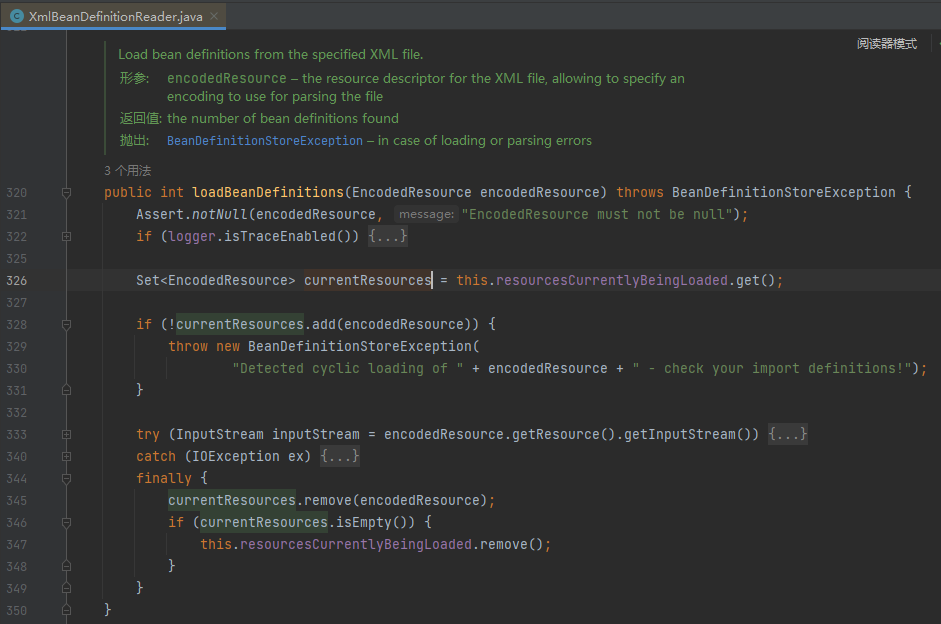 XmlBeanDefinitionReader.java
阅读器模式
Load bean definitions from the specified XML file.
形参: encodedResource – the resource descriptor for the XML file, allowing to specify an
encoding to use for parsing the file
返回值: the number of bean definitions found
抛出: BeanDefinitionStoreException – in case of loading or parsing errors
3 个用法
320 public int loadBeanDefinitions(EncodedResource encodedResource) throws BeanDefinitionStoreException {
321 Assert.notNull(encodedResource, message: "EncodedResource must not be null");
322 if (logger.isTraceEnabled()) {...}
325
326 Set<EncodedResource> currentResources = this.resourcesCurrentlyBeingLoaded.get();
327
328 if (!currentResources.add(encodedResource)) {
329 throw new BeanDefinitionStoreException(
330 "Detected cyclic loading of " + encodedResource + " - check your import definitions!");
331 }
332
333 try (InputStream inputStream = encodedResource.getResource().getInputStream()) {...}
340 catch (IOException ex) {...}
344 finally {
345 currentResources.remove(encodedResource);
346 if (currentResources.isEmpty()) {
347 this.resourcesCurrentlyBeingLoaded.remove();
348 }
349 }
350 }